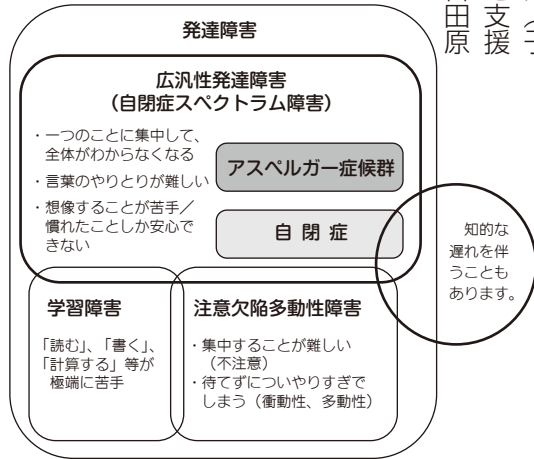 発達障害
広汎性発達障害
（自閉症スペクトラム障害）
・一つのことに集中して、
全体がわからなくなる
・言葉のやりとりが難しい
・想像することが苦手／
慣れたことしか安心で
きない
アスペルガー症候群
自閉症
知的な
遅れを伴
うことも
あります。
学習障害
「読む」、「書く」、
「計算する」等が
極端に苦手
注意欠陥多動性障害
・集中することが難しい
（不注意）
・待てずについやりすぎで
しまう（衝動性、多動性）
支援
田原